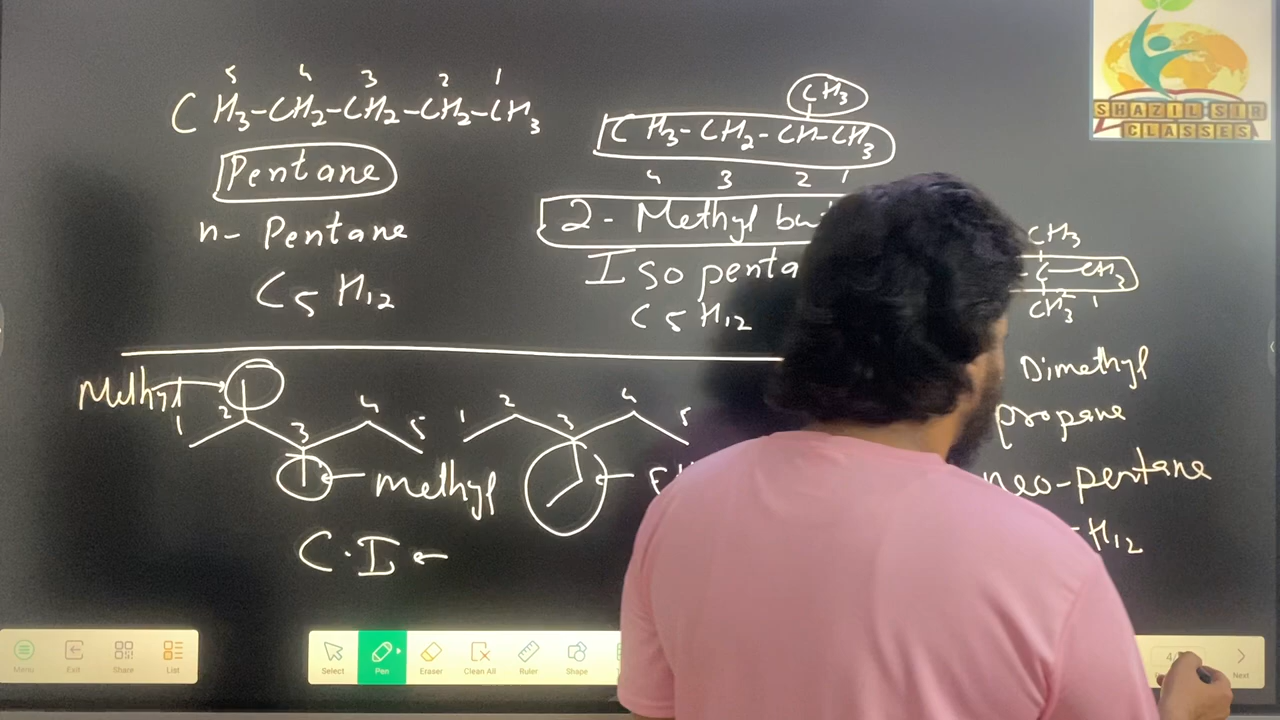 5 4 3 2 1
CH₃-CH₂-CH₂-CH₂-CH₃
Pentane
n- Pentane
C₅H₁₂
CH₃
CH₃-CH₂-CH-CH₃
4 3 2 1
2- Methyl
Isopenta
C₅H₁₂
CH₃
C-CH₃
2 1
CH₃
Dimethyl
propane
neo-pentane
H₁₂
Methyl
1 2 3 4 5
methyl
C.I ←
1 2 3 4 5
SHAZIL SIR
CLASSES
Menu Exit Share List
Select Pen Eraser Clean All Ruler Shape
Next